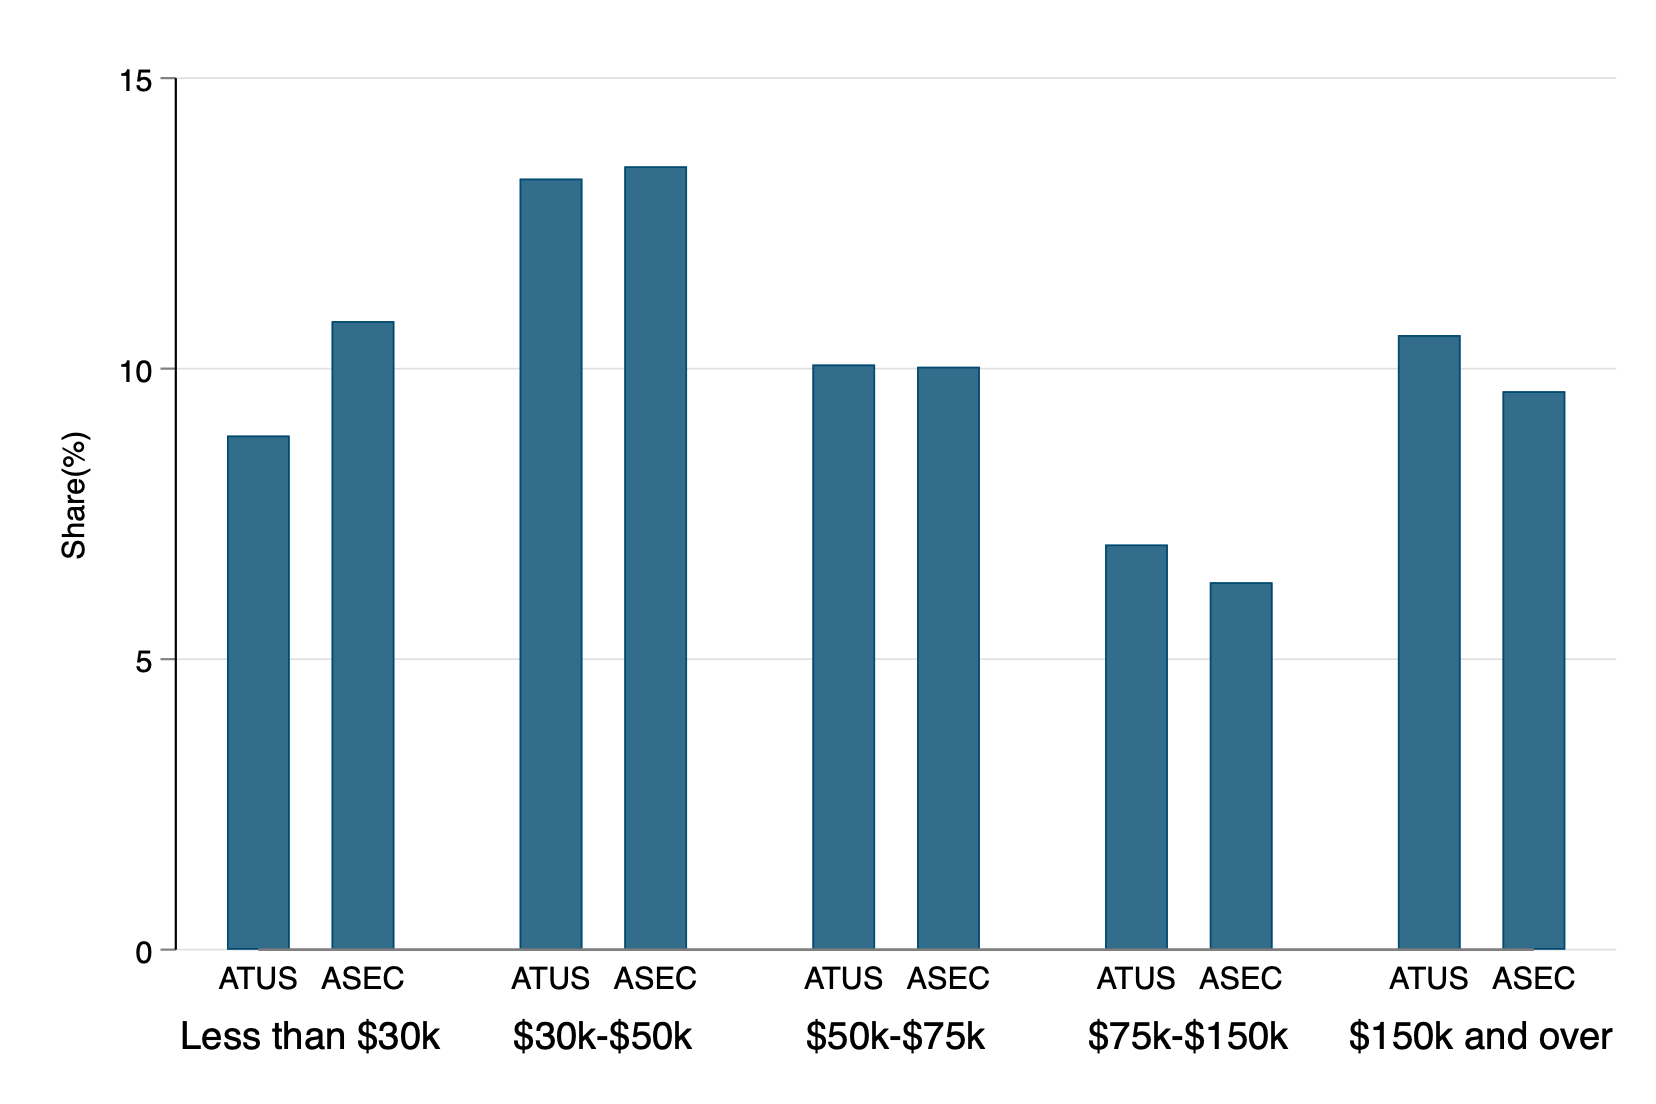 15
10
5
0
Share(%)
ATUS ASEC ATUS ASEC ATUS ASEC ATUS ASEC ATUS ASEC
Less than $30k $30k-$50k $50k-$75k $75k-$150k $150k and over